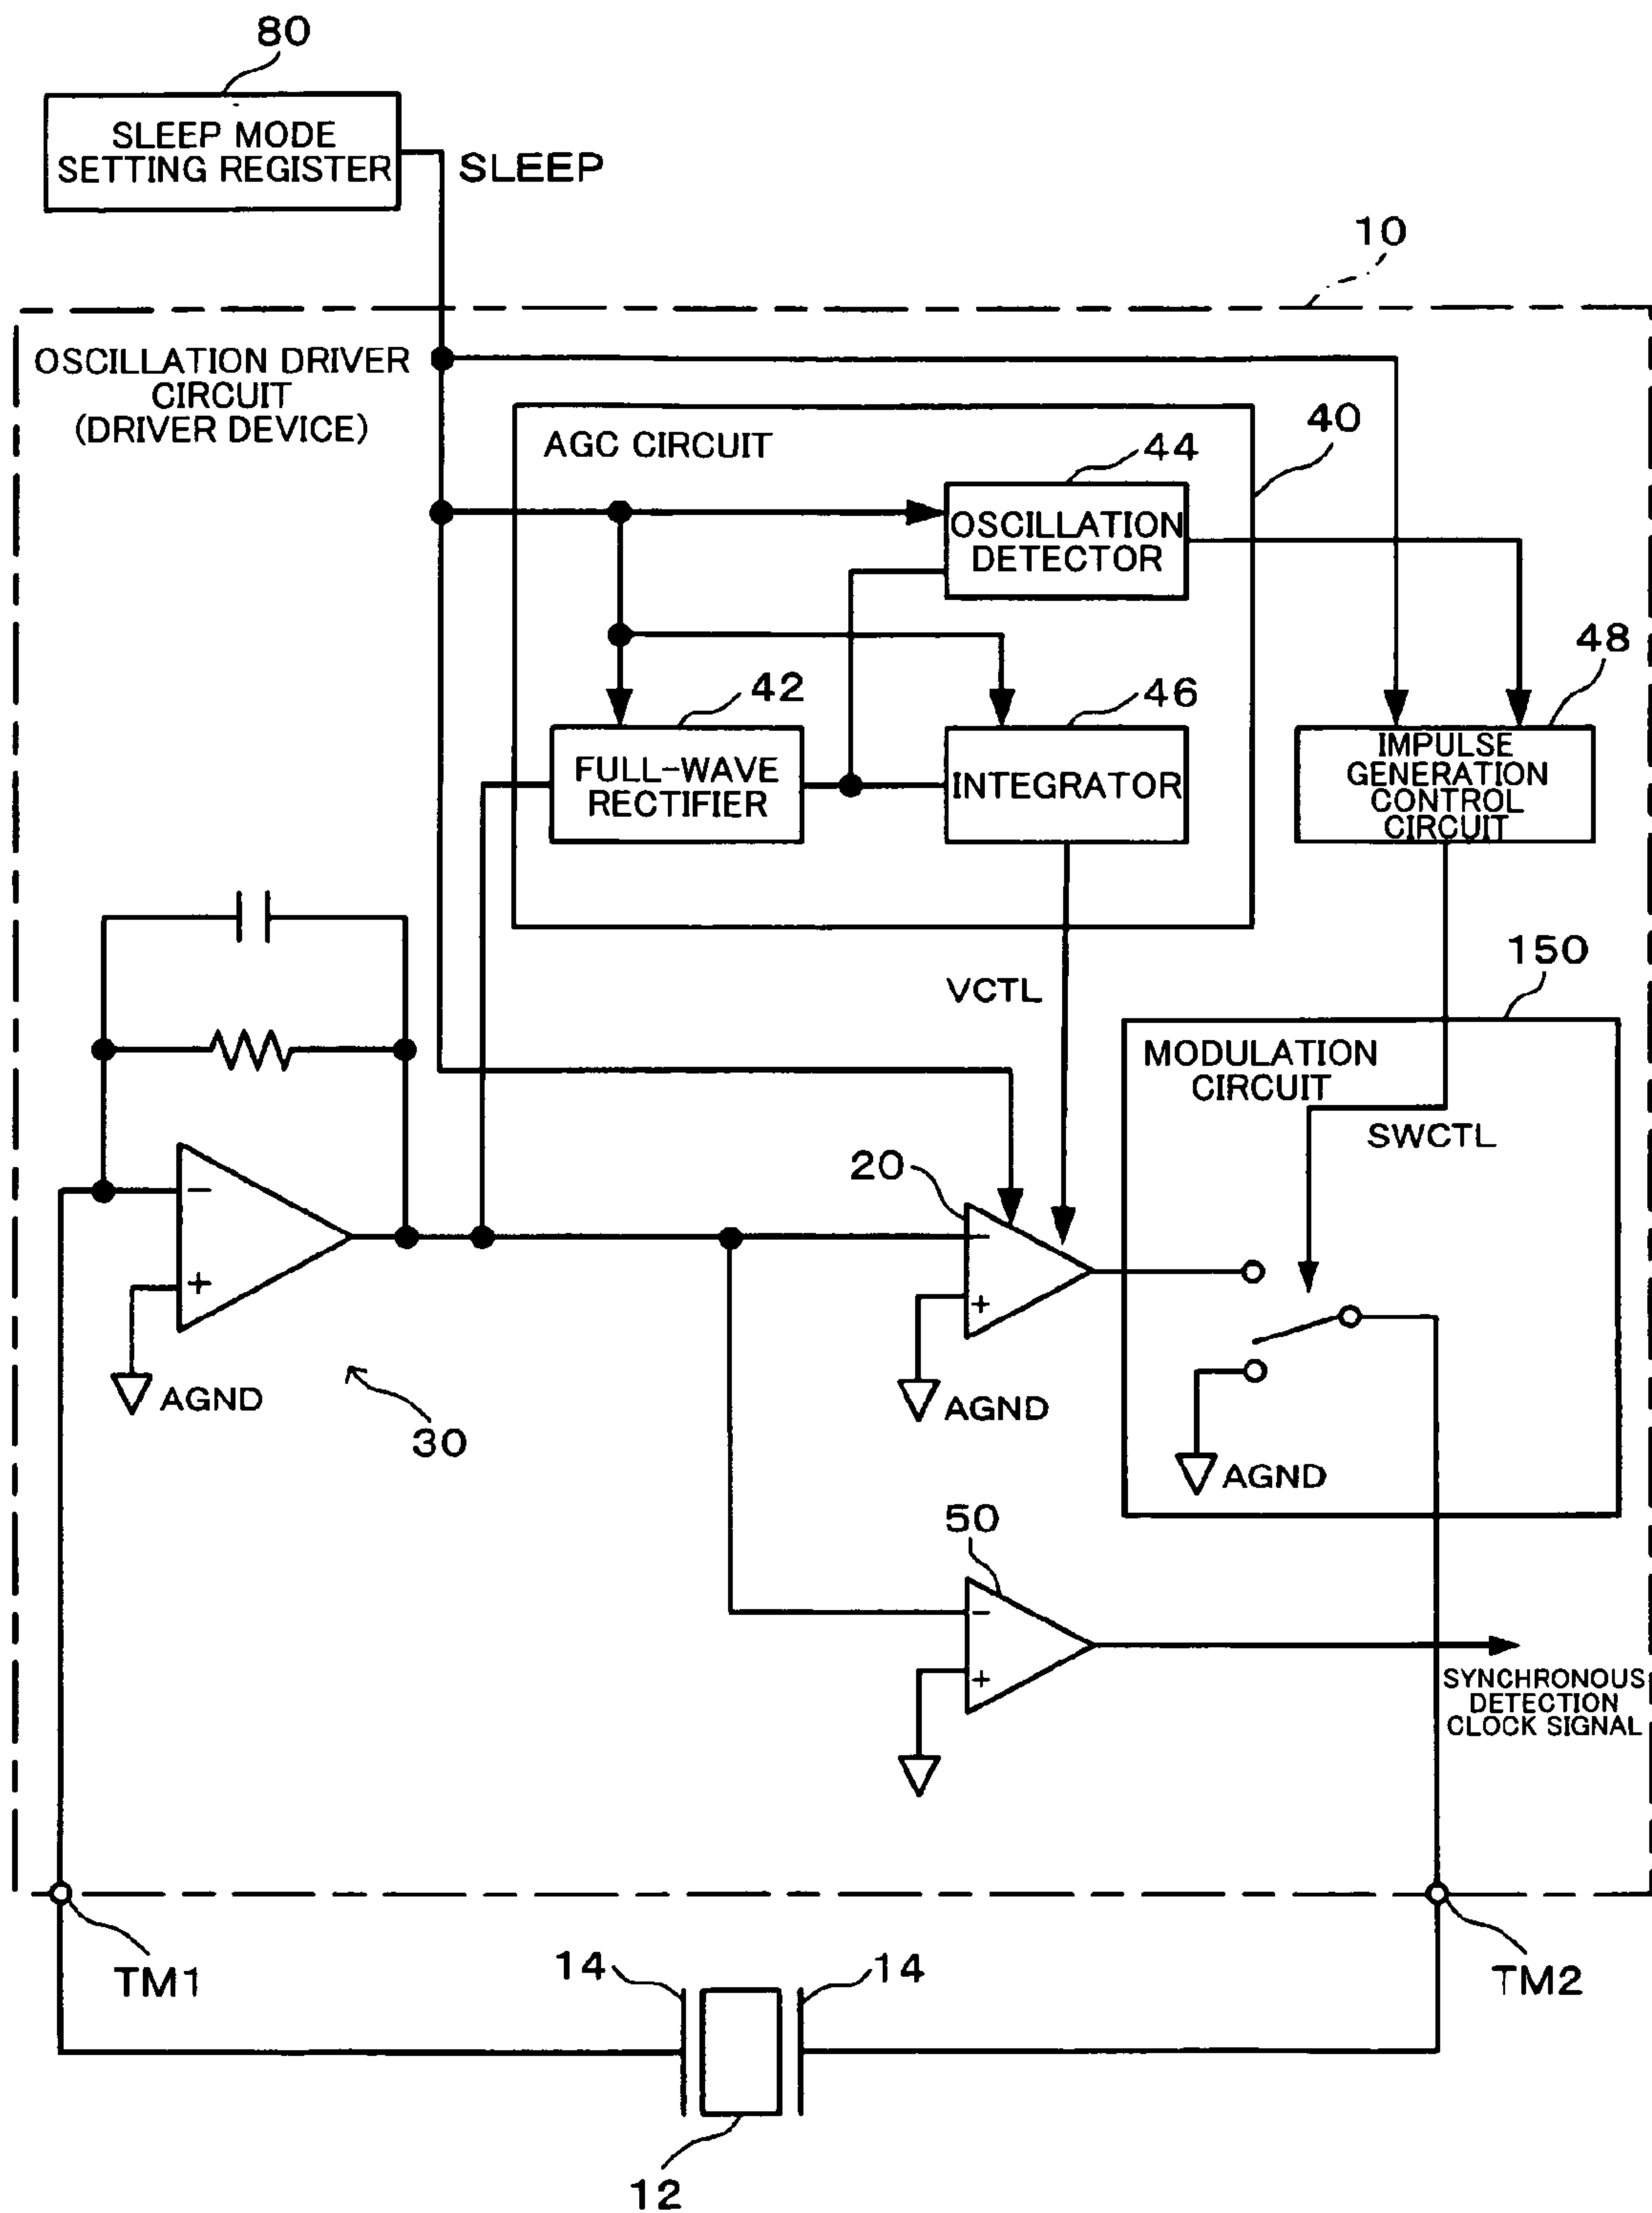 80
SLEEP MODE
SETTING REGISTER
SLEEP
10
OSCILLATION DRIVER
CIRCUIT
(DRIVER DEVICE)
AGC CIRCUIT
40
44
OSCILLATION
DETECTOR
48
42
46
FULL-WAVE
RECTIFIER
INTEGRATOR
IMPULSE
GENERATION
CONTROL
CIRCUIT
VCTL
150
MODULATION
CIRCUIT
SWCTL
20
−
+
AGND
30
−
+
AGND
AGND
50
−
+
SYNCHRONOUS
DETECTION
CLOCK SIGNAL
TM1
14
14
TM2
12